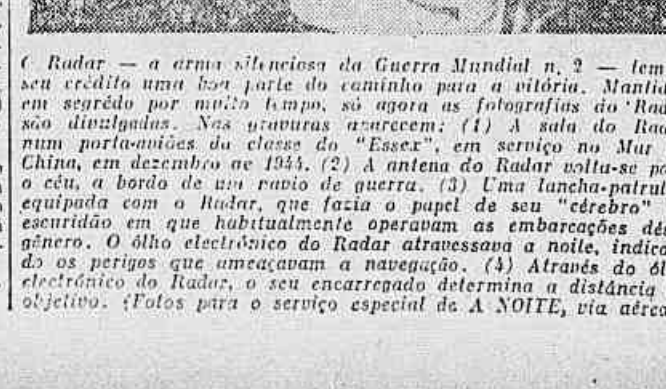 O Radar — a arma silenciosa da Guerra Mundial n. 2 — tem
seu crédito uma boa parte do caminho para a vitória. Mantid
em segrêdo por muito tempo, só agora as fotografias do Rad
são divulgadas. Nas gravuras aparecem: (1) A sala do Rad
num porta-aviões da classe do "Essex", em serviço no Mar
China, em dezembro de 1944. (2) A antena do Radar volta-se pa
o céu, a bordo de um navio de guerra. (3) Uma lancha-patrul
equipada com o Radar, que fazia o papel de seu "cérebro"
escuridão em que habitualmente operavam as embarcações dês
gênero. O ôlho electrônico do Radar atravessava a noite, indica
do os perigos que ameaçavam a navegação. (4) Através do ôl
electrónico do Radar, o seu encarregado determina a distância
objetivo. (Fotos para o serviço especial de A NOITE, via aérea